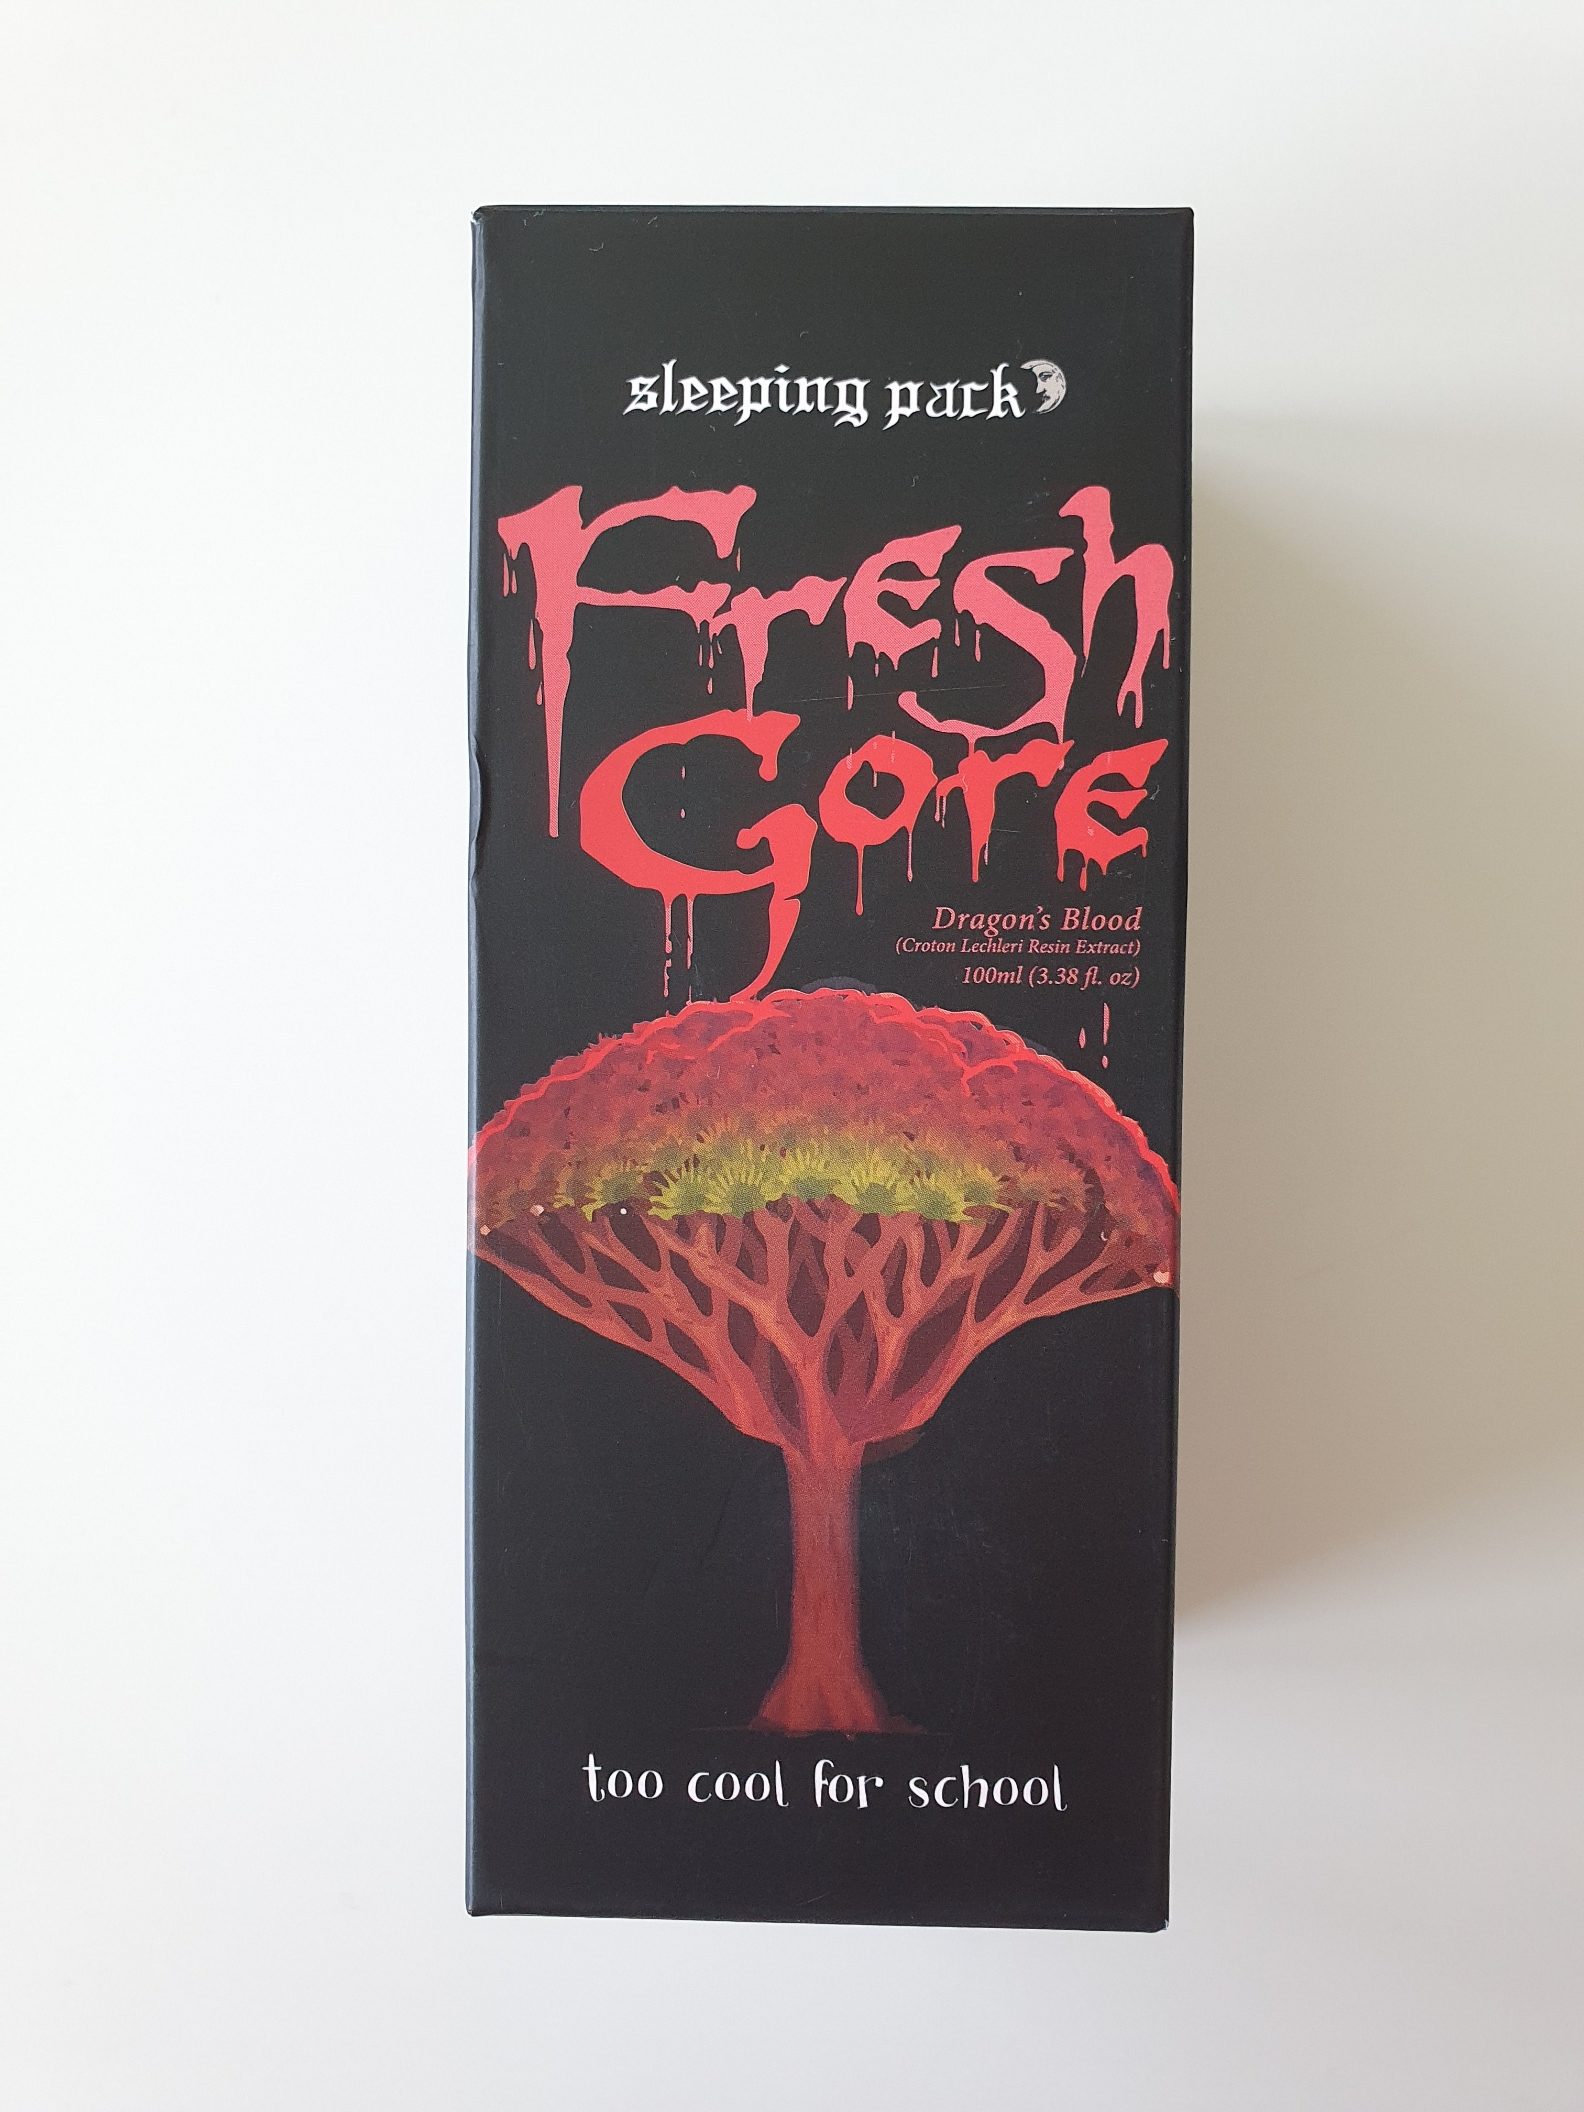 sleeping pack
Fresh
Gore
Dragon's Blood
(Croton Lechleri Resin Extract)
100ml (3.38 fl. oz)
too cool for school